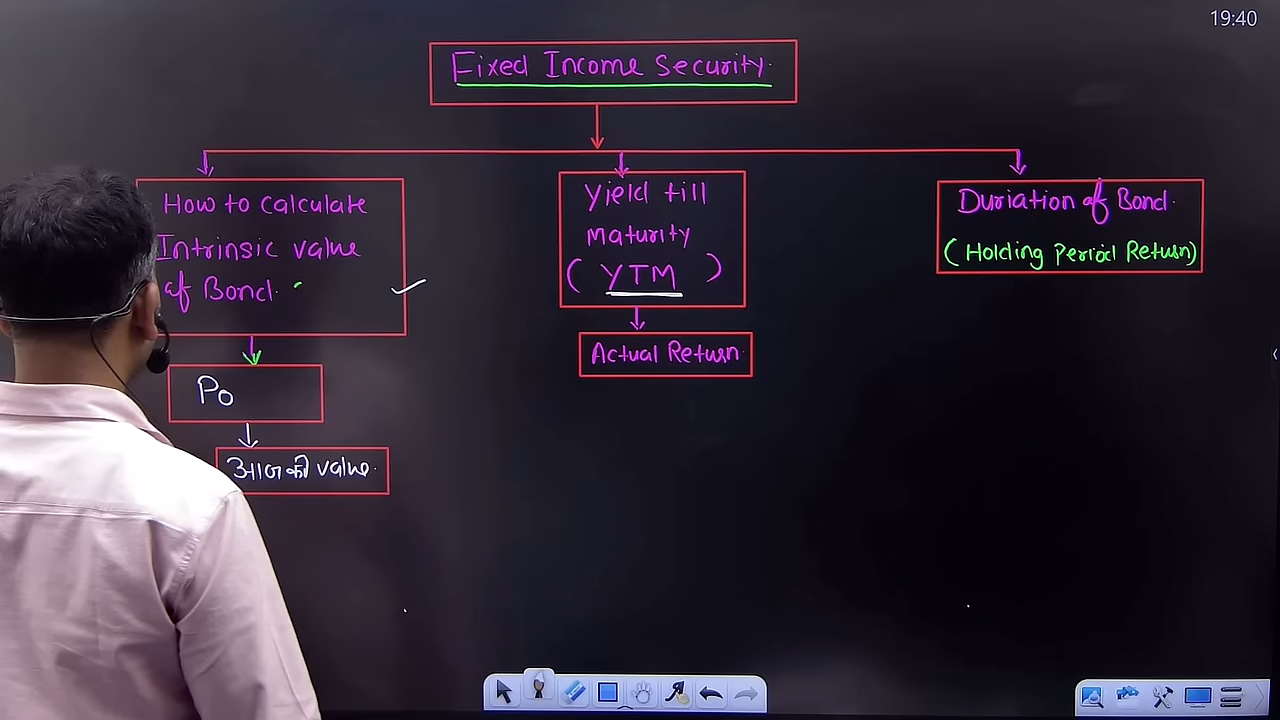 19:40
Fixed Income Security.
How to calculate
Intrinsic value
of Bond.
Po
आज की value.
Yield till
maturity
( YTM )
Actual Return.
Duriation of Bond.
(Holding Period Return)